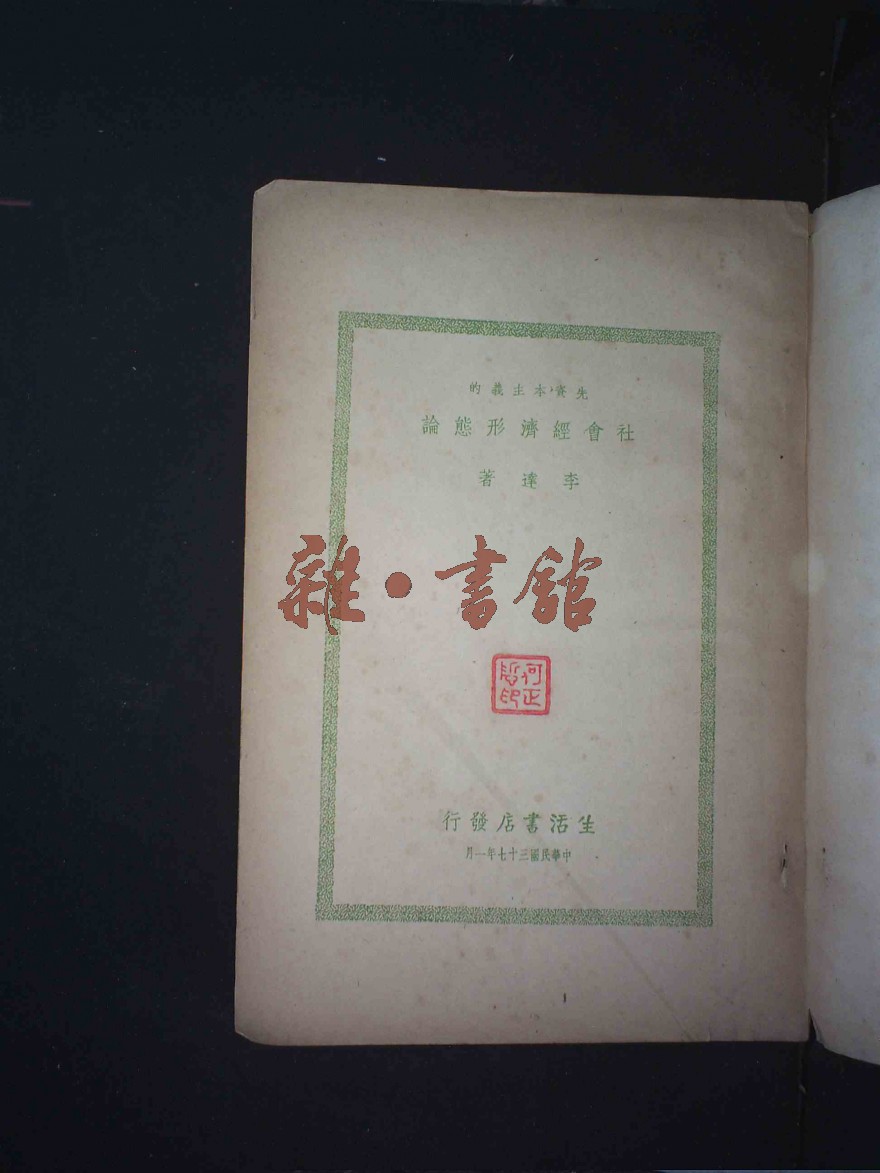 先資本主義的
社會經濟形態論
李達著
雜·書館
何正
哲印
生活書店發行
中華民國三十七年一月